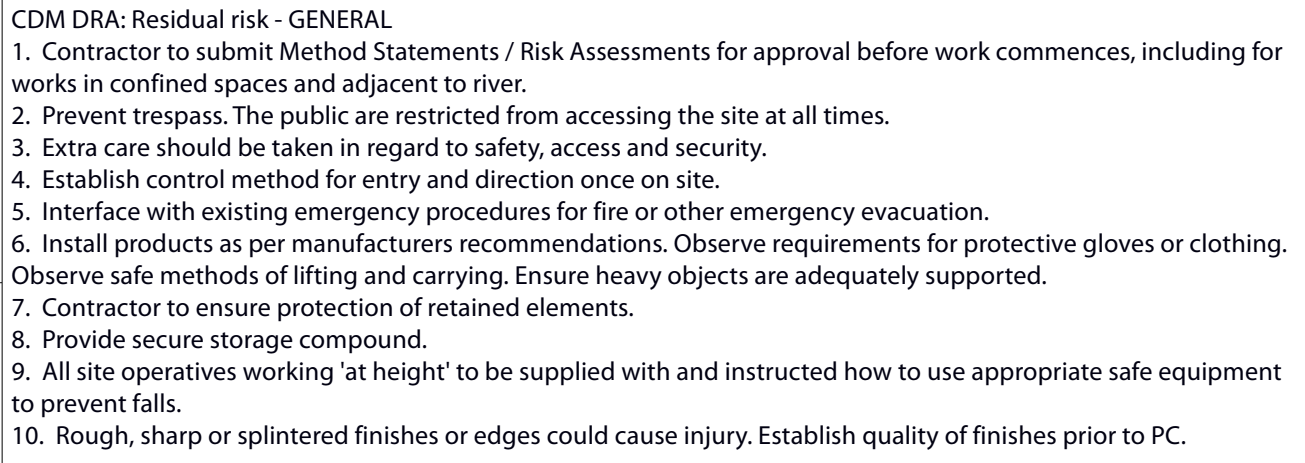 CDM DRA: Residual risk - GENERAL
1. Contractor to submit Method Statements / Risk Assessments for approval before work commences, including for
works in confined spaces and adjacent to river.
2. Prevent trespass. The public are restricted from accessing the site at all times.
3. Extra care should be taken in regard to safety, access and security.
4. Establish control method for entry and direction once on site.
5. Interface with existing emergency procedures for fire or other emergency evacuation.
6. Install products as per manufacturers recommendations. Observe requirements for protective gloves or clothing.
Observe safe methods of lifting and carrying. Ensure heavy objects are adequately supported.
7. Contractor to ensure protection of retained elements.
8. Provide secure storage compound.
9. All site operatives working 'at height' to be supplied with and instructed how to use appropriate safe equipment
to prevent falls.
10. Rough, sharp or splintered finishes or edges could cause injury. Establish quality of finishes prior to PC.